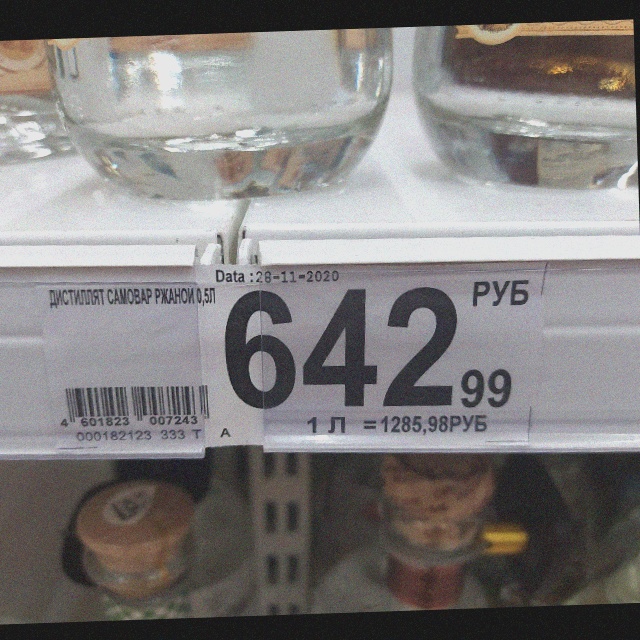 Data :28-11-2020
ДИСТИЛЛЯТ САМОВАР РЖАНОЙ 0,5Л
642 99 РУБ
4 601823 007243
000182123 333 Т
А
1 Л = 1285,98РУБ